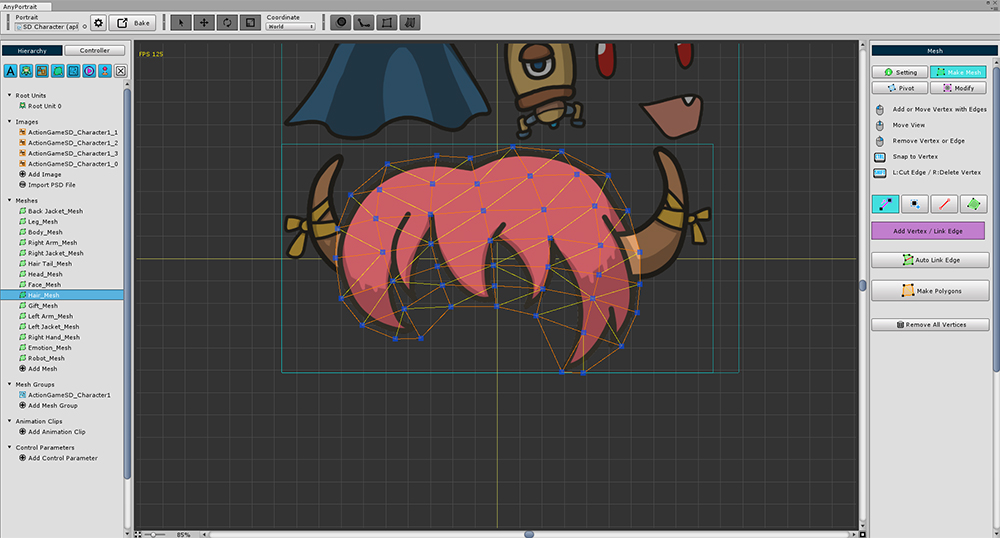 AnyPortrait
Portrait
SD Character (apl
Bake
Coordinate
World
Hierarchy
Controller
Root Units
Root Unit 0
Images
ActionGameSD_Character1_1
ActionGameSD_Character1_2
ActionGameSD_Character1_3
ActionGameSD_Character1_0
Add Image
Import PSD File
Meshes
Back Jacket_Mesh
Leg_Mesh
Body_Mesh
Right Arm_Mesh
Right Jacket_Mesh
Hair Tail_Mesh
Head_Mesh
Face_Mesh
Hair_Mesh
Gift_Mesh
Left Arm_Mesh
Left Jacket_Mesh
Right Hand_Mesh
Emotion_Mesh
Robot_Mesh
Add Mesh
Mesh Groups
ActionGameSD_Character1
Add Mesh Group
Animation Clips
Add Animation Clip
Control Parameters
Add Control Parameter
FPS 125
85%
Mesh
Setting
Make Mesh
Pivot
Modify
Add or Move Vertex with Edges
Move View
Remove Vertex or Edge
Snap to Vertex
L:Cut Edge / R:Delete Vertex
Add Vertex / Link Edge
Auto Link Edge
Make Polygons
Remove All Vertices